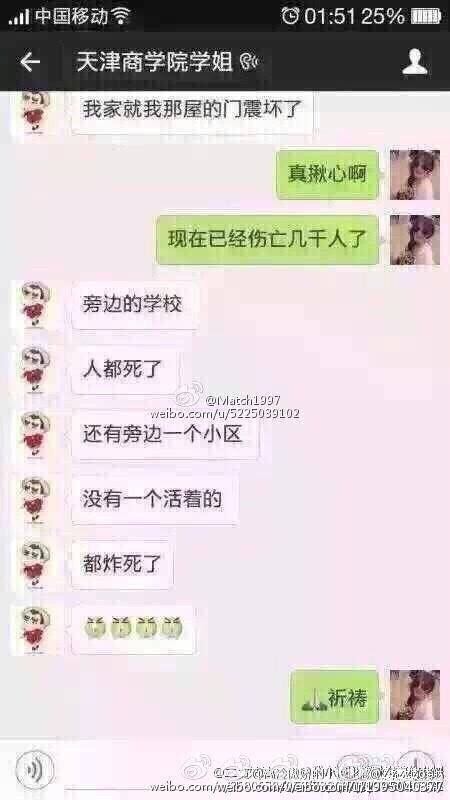 中国移动
01:51 25%
天津商学院学姐
我家就我那屋的门震坏了
真揪心啊
现在已经伤亡几千人了
旁边的学校
人都死了
@Match1997
weibo.com/u/5225039102
还有旁边一个小区
没有一个活着的
都炸死了
祈祷